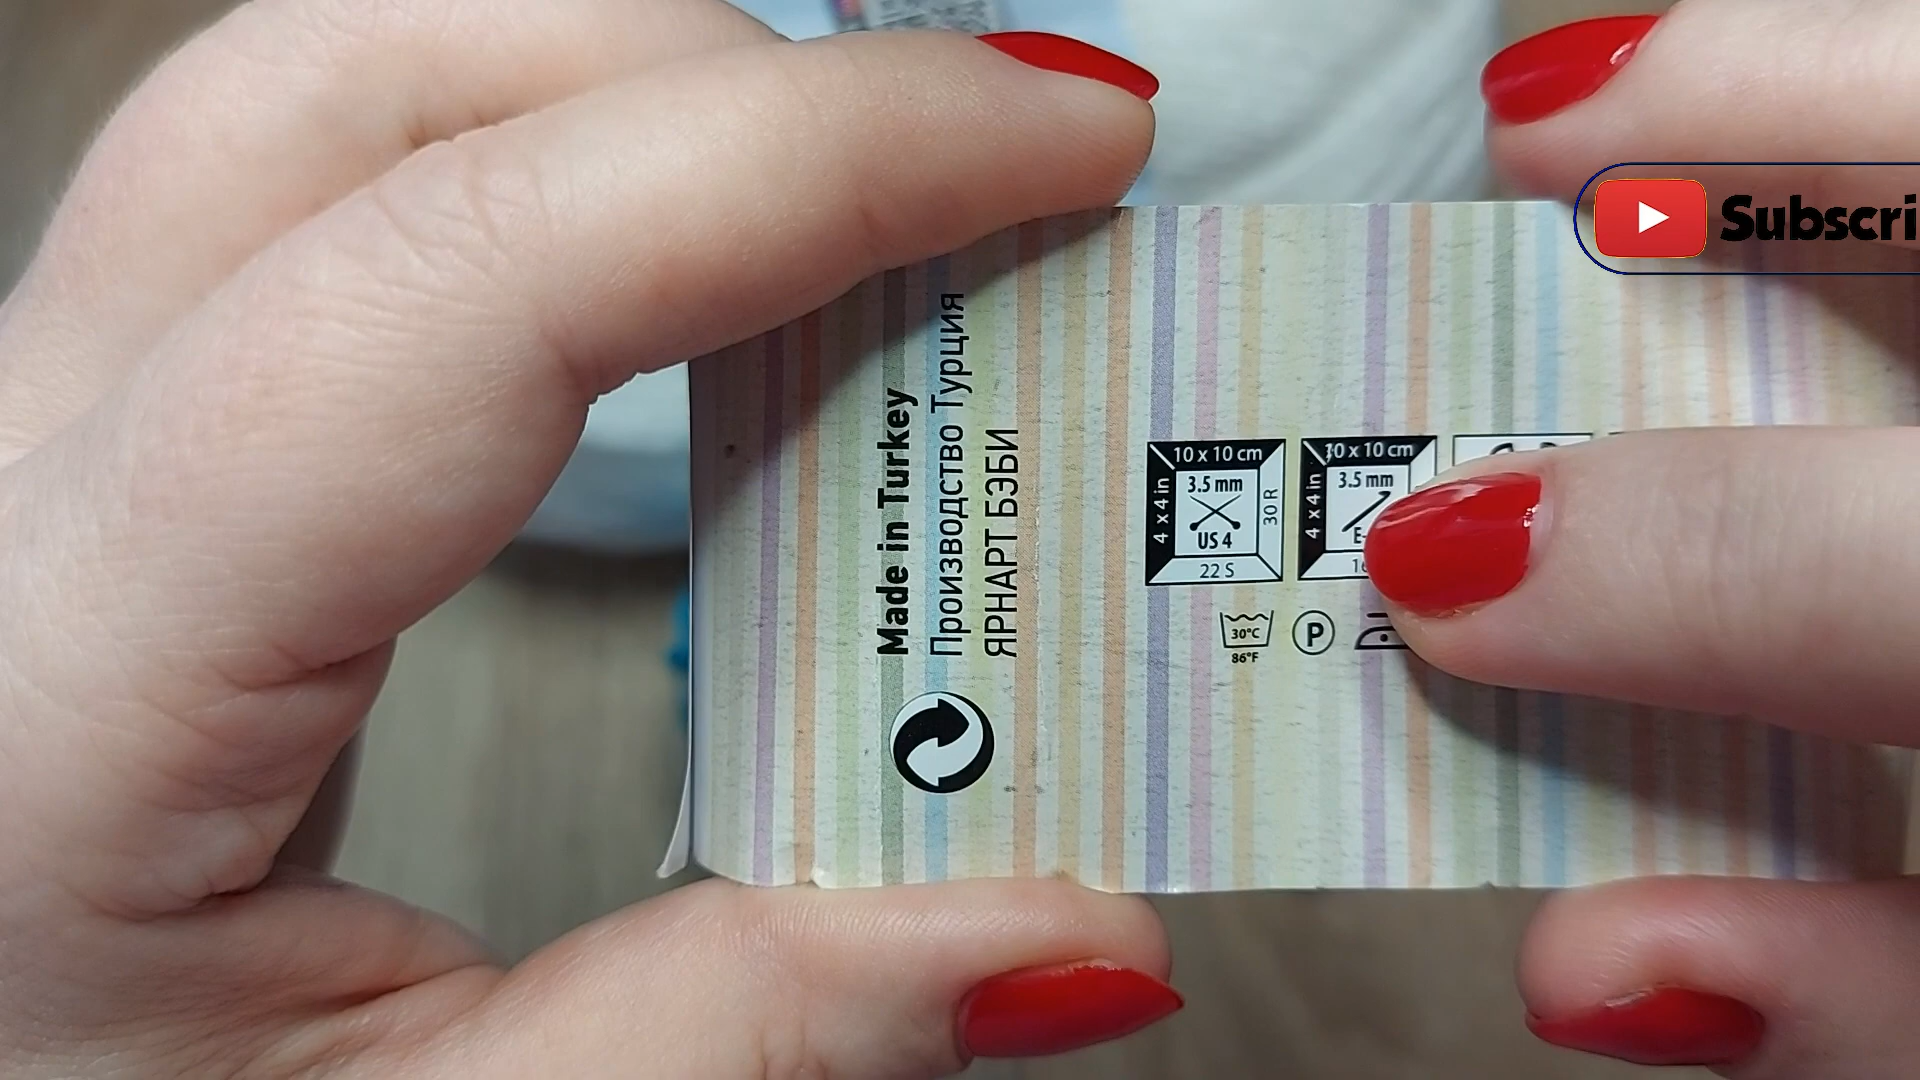 Subscri
Made in Turkey
Производство Турция
ЯРНАРТ БЭБИ
10 x 10 cm
4 x 4 in
3.5 mm
US 4
30 R
22 S
10 x 10 cm
4 x 4 in
3.5 mm
E-
30°C
86°F
P